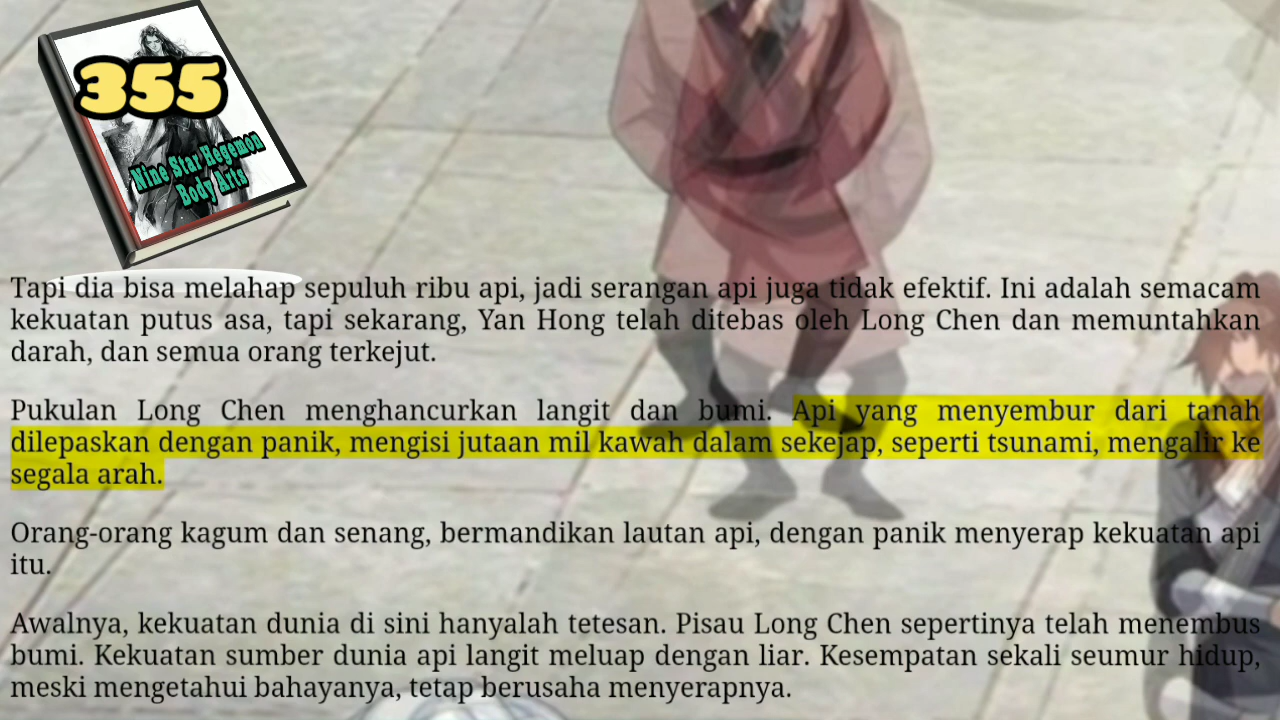 355
Nine Star Hegemon
Body Arts
Tapi dia bisa melahap sepuluh ribu api, jadi serangan api juga tidak efektif. Ini adalah semacam
kekuatan putus asa, tapi sekarang, Yan Hong telah ditebas oleh Long Chen dan memuntahkan
darah, dan semua orang terkejut.
Pukulan Long Chen menghancurkan langit dan bumi. Api yang menyembur dari tanah
dilepaskan dengan panik, mengisi jutaan mil kawah dalam sekejap, seperti tsunami, mengalir ke
segala arah.
Orang-orang kagum dan senang, bermandikan lautan api, dengan panik menyerap kekuatan api
itu.
Awalnya, kekuatan dunia di sini hanyalah tetesan. Pisau Long Chen sepertinya telah menembus
bumi. Kekuatan sumber dunia api langit meluap dengan liar. Kesempatan sekali seumur hidup,
meski mengetahui bahayanya, tetap berusaha menyerapnya.